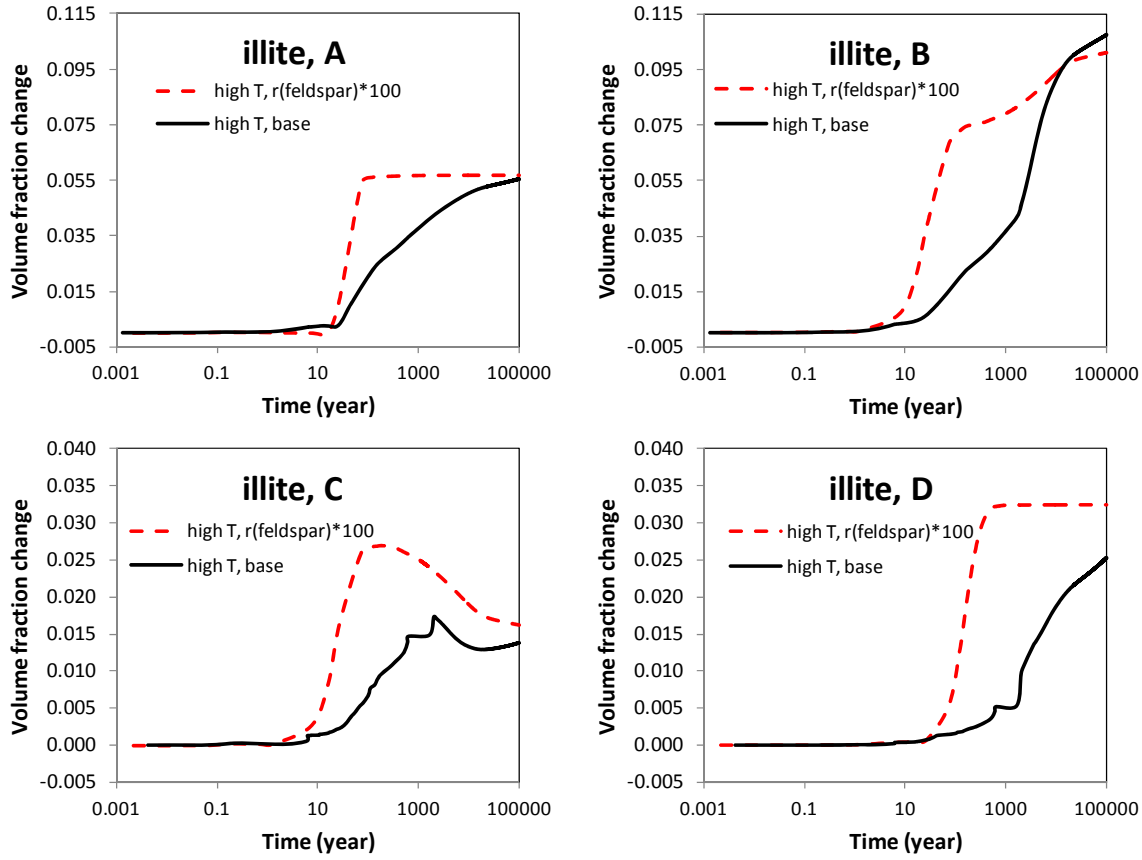 illite, A
high T, r(feldspar)*100
high T, base
Volume fraction change
0.115
0.095
0.075
0.055
0.035
0.015
-0.005
0.001
0.1
10
1000
100000
Time (year)
illite, B
high T, r(feldspar)*100
high T, base
Volume fraction change
0.115
0.095
0.075
0.055
0.035
0.015
-0.005
0.001
0.1
10
1000
100000
Time (year)
illite, C
high T, r(feldspar)*100
high T, base
Volume fraction change
0.040
0.035
0.030
0.025
0.020
0.015
0.010
0.005
0.000
-0.005
0.001
0.1
10
1000
100000
Time (year)
illite, D
high T, r(feldspar)*100
high T, base
Volume fraction change
0.040
0.035
0.030
0.025
0.020
0.015
0.010
0.005
0.000
-0.005
0.001
0.1
10
1000
100000
Time (year)